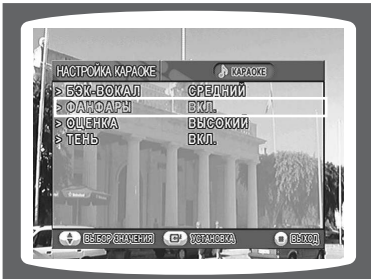 НАСТРОЙКА КАРАОКЕ КАРАОКЕ
> БЭК-ВОКАЛ СРЕДНИЙ
> ФАНФАРЫ ВКЛ.
> ОЦЕНКА ВЫСОКИЙ
> ТЕНЬ ВКЛ.
ВЫБОР ЗНАЧЕНИЯ УСТАНОВКА ВЫХОД